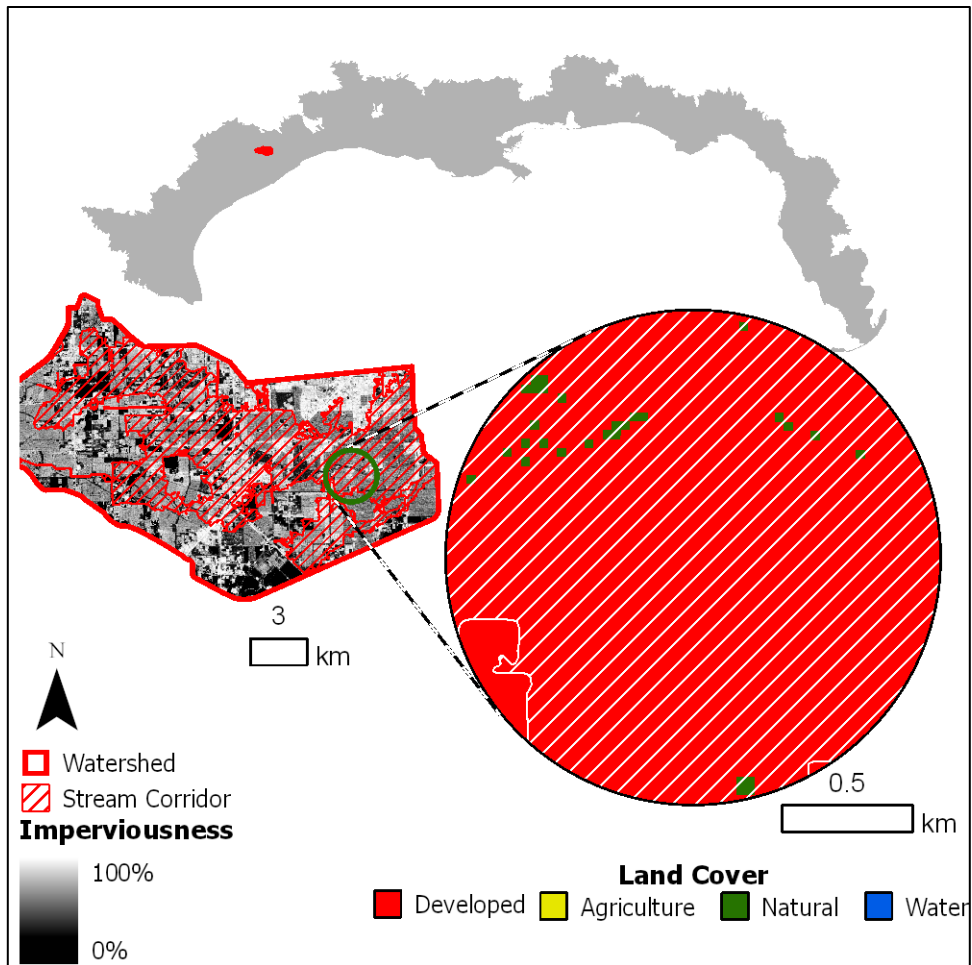 3
km
N
Watershed
Stream Corridor
Imperviousness
100%
0%
0.5
km
Land Cover
Developed Agriculture Natural Water